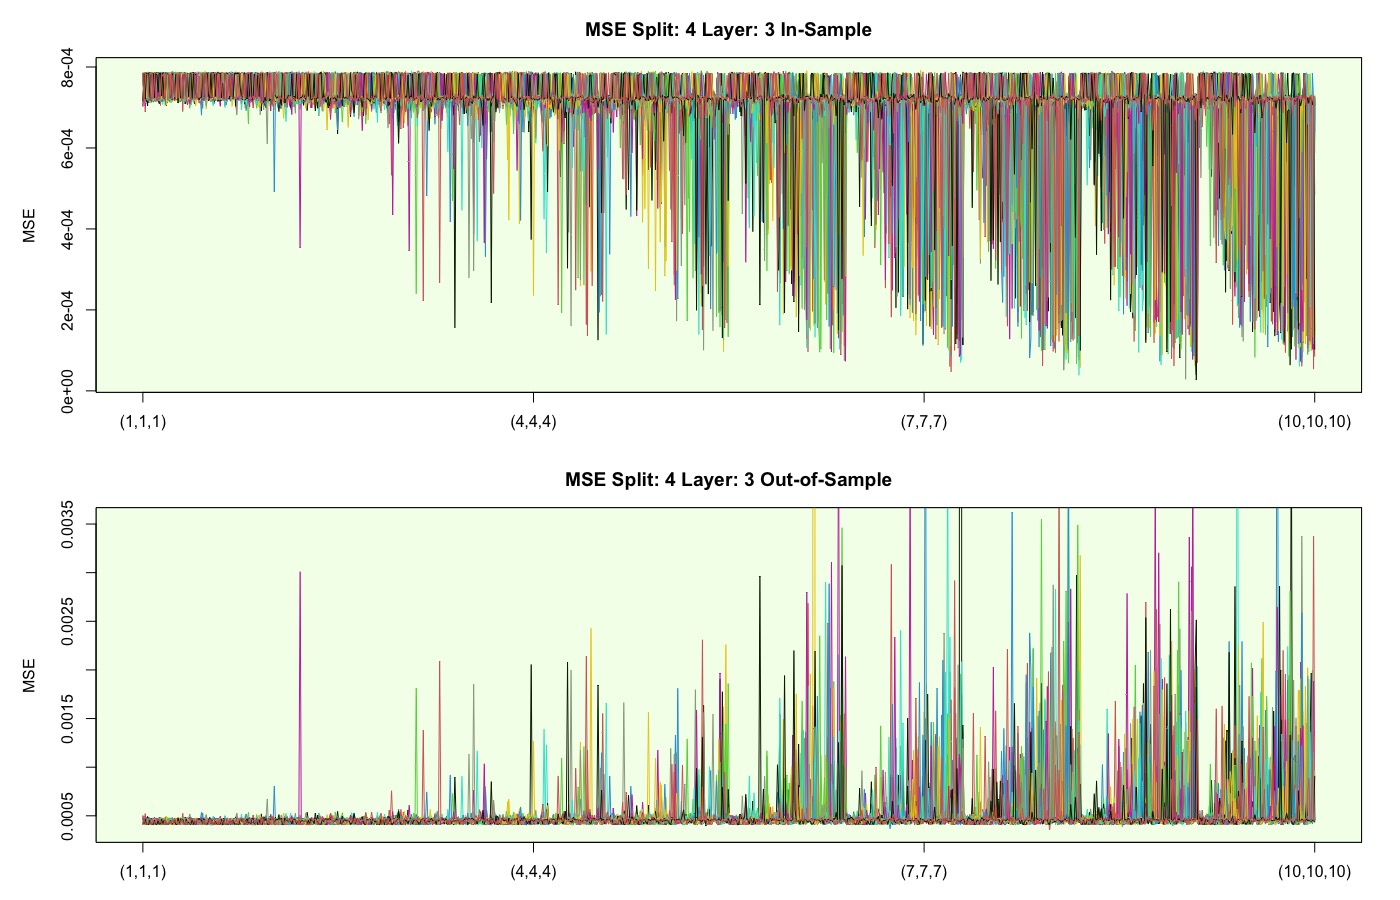 MSE Split: 4 Layer: 3 In-Sample
MSE
8e-04
6e-04
4e-04
2e-04
0e+00
(1,1,1)
(4,4,4)
(7,7,7)
(10,10,10)
MSE Split: 4 Layer: 3 Out-of-Sample
MSE
0.0035
0.0025
0.0015
0.0005
(1,1,1)
(4,4,4)
(7,7,7)
(10,10,10)